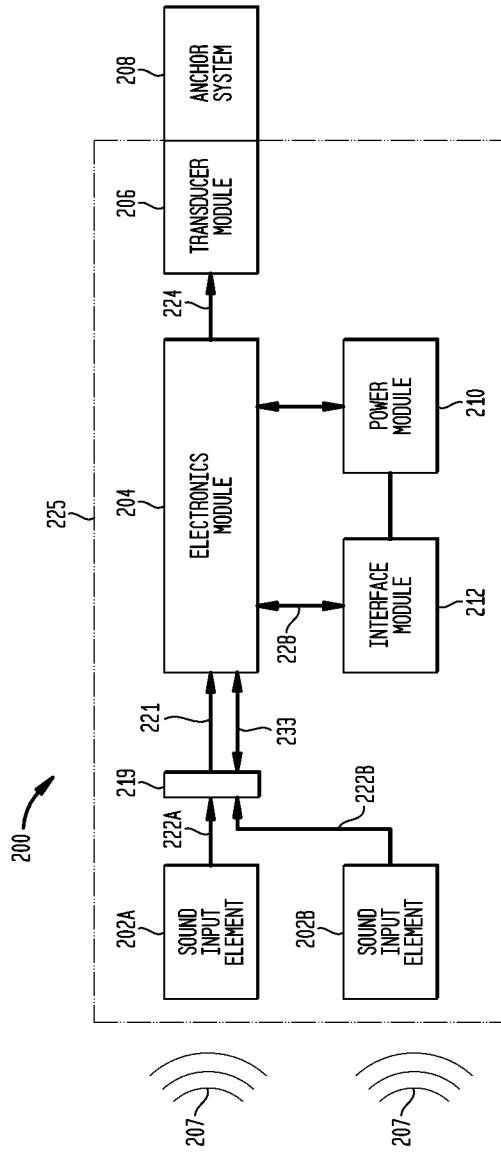 200
225
207
207
202A
SOUND
INPUT
ELEMENT
202B
SOUND
INPUT
ELEMENT
222A
222B
219
221
233
204
ELECTRONICS
MODULE
228
212
INTERFACE
MODULE
210
POWER
MODULE
224
206
TRANSDUCER
MODULE
208
ANCHOR
SYSTEM